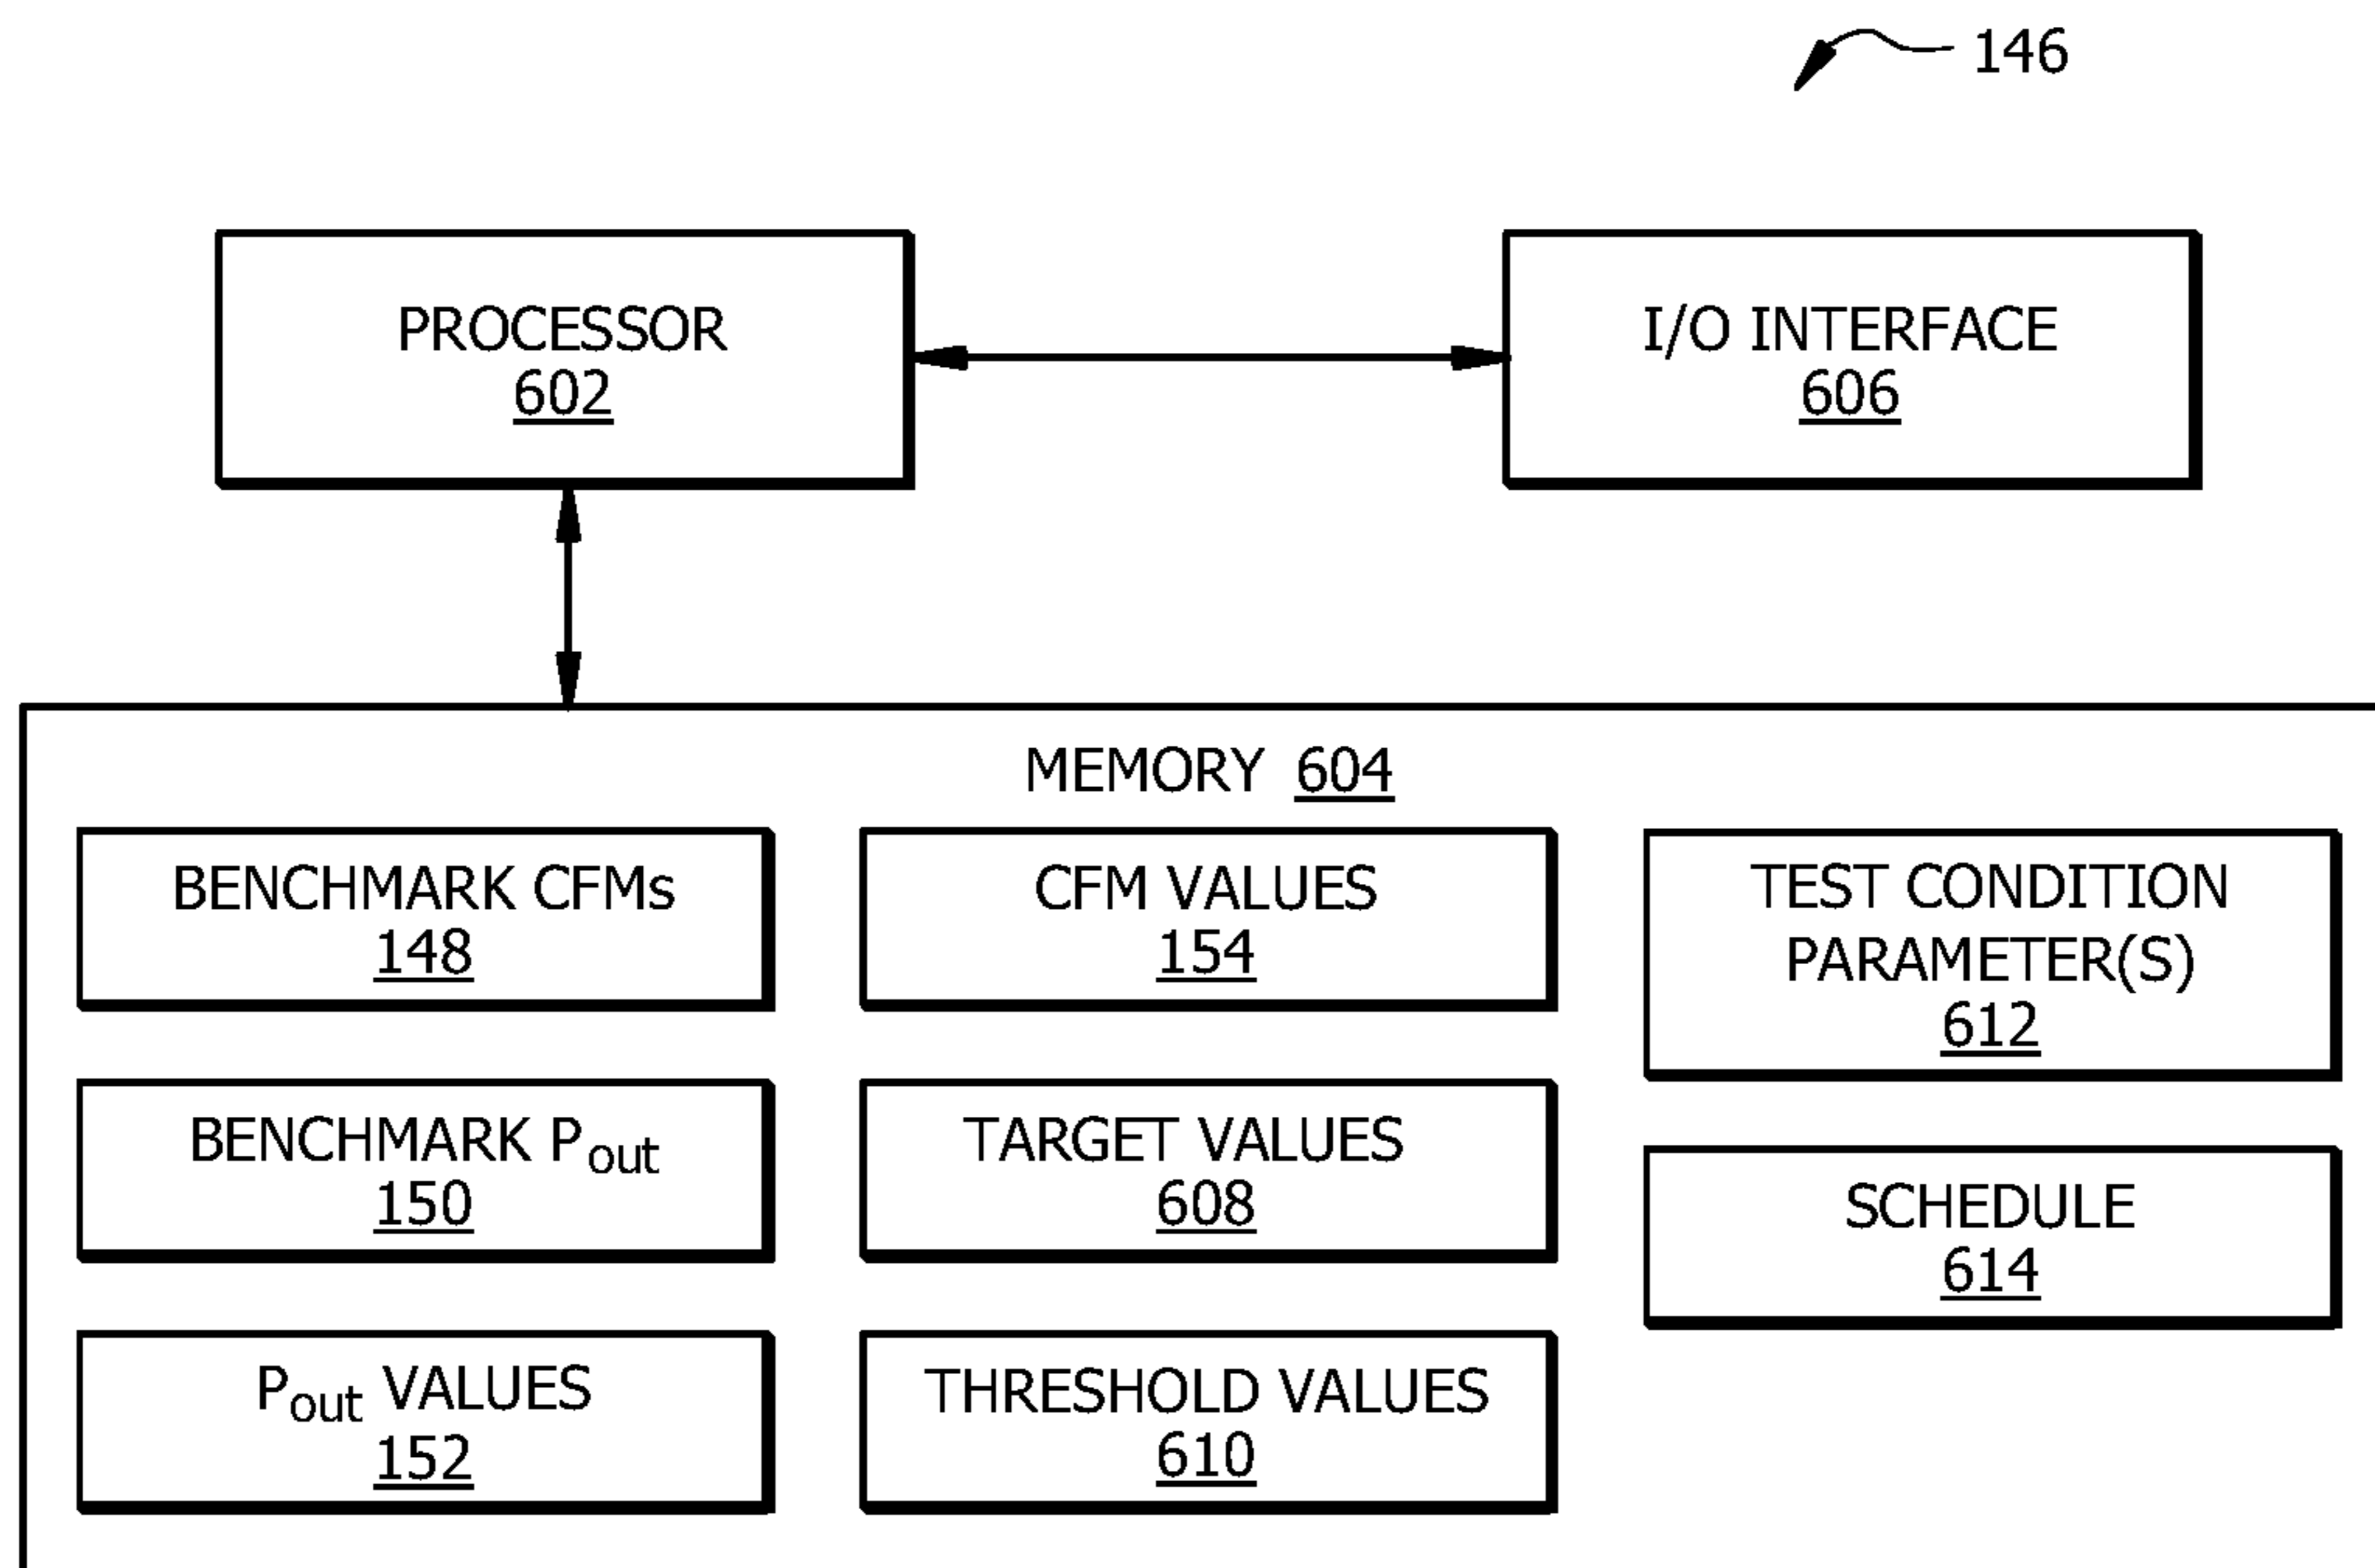 146
PROCESSOR
602
I/O INTERFACE
606
MEMORY 604
BENCHMARK CFMs
148
CFM VALUES
154
TEST CONDITION
PARAMETER(S)
612
BENCHMARK Pout
150
TARGET VALUES
608
SCHEDULE
614
Pout VALUES
152
THRESHOLD VALUES
610